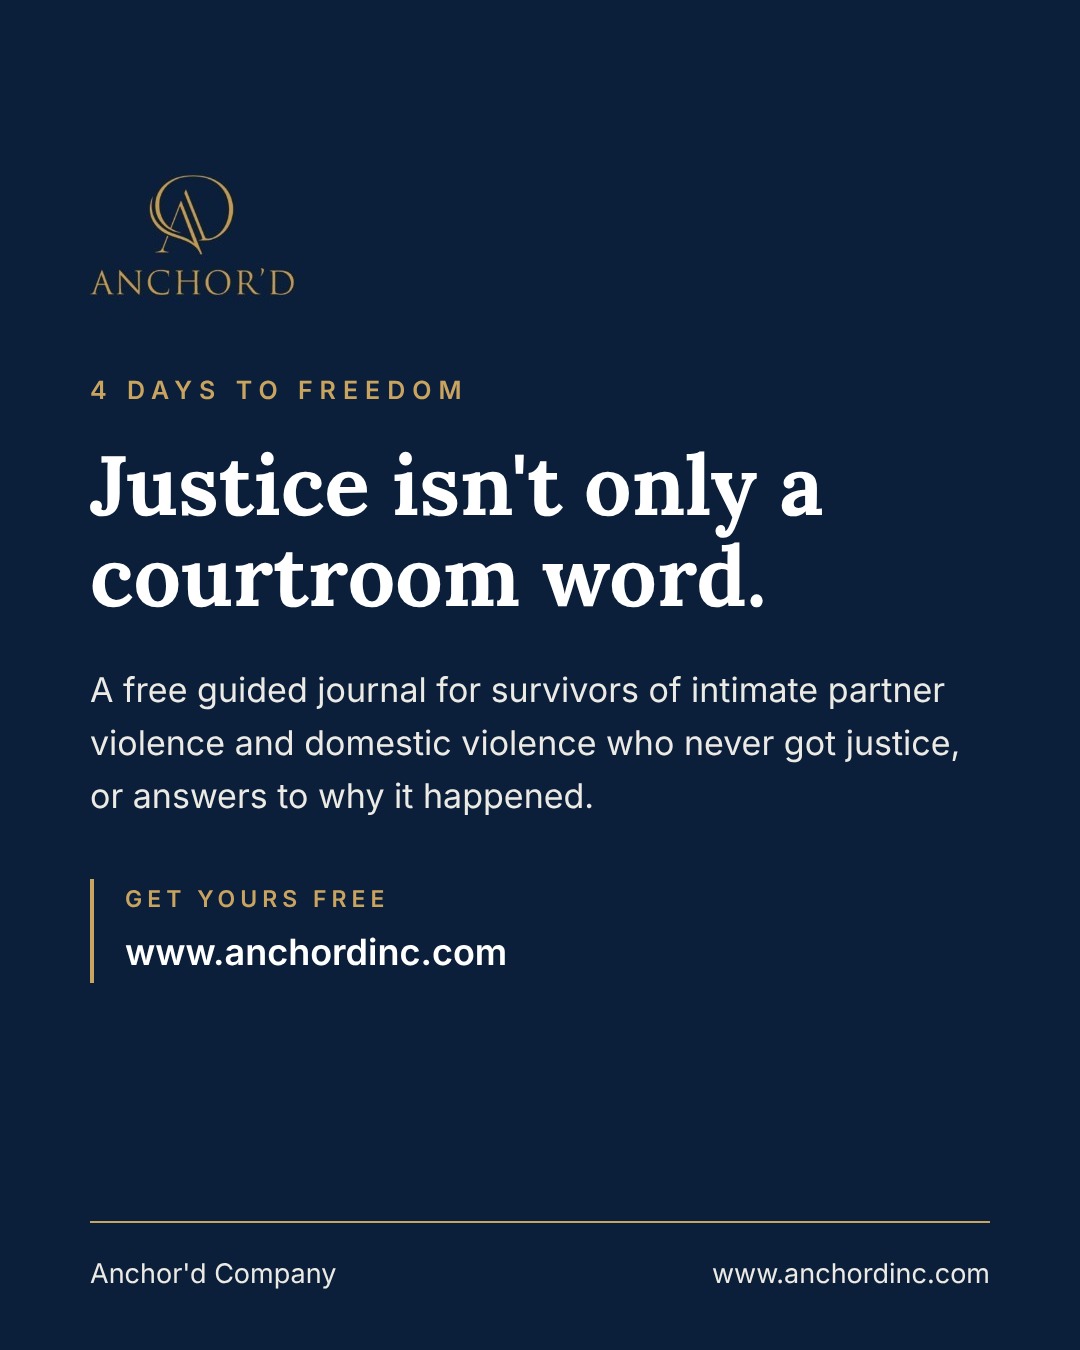 ANCHOR’D
4 DAYS TO FREEDOM
Justice isn't only a
courtroom word.
A free guided journal for survivors of intimate partner
violence and domestic violence who never got justice,
or answers to why it happened.
GET YOURS FREE
www.anchordinc.com
Anchor'd Company
www.anchordinc.com